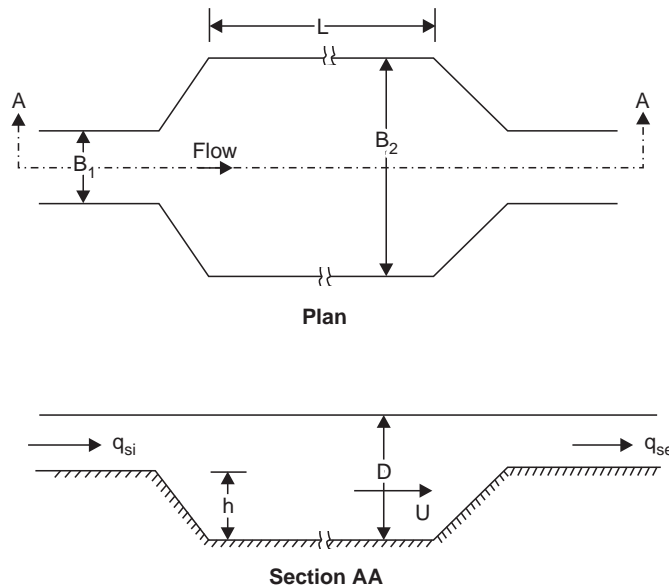 L
A A
B1
Flow
B2
Plan
qsi
qse
D
h
U
Section AA